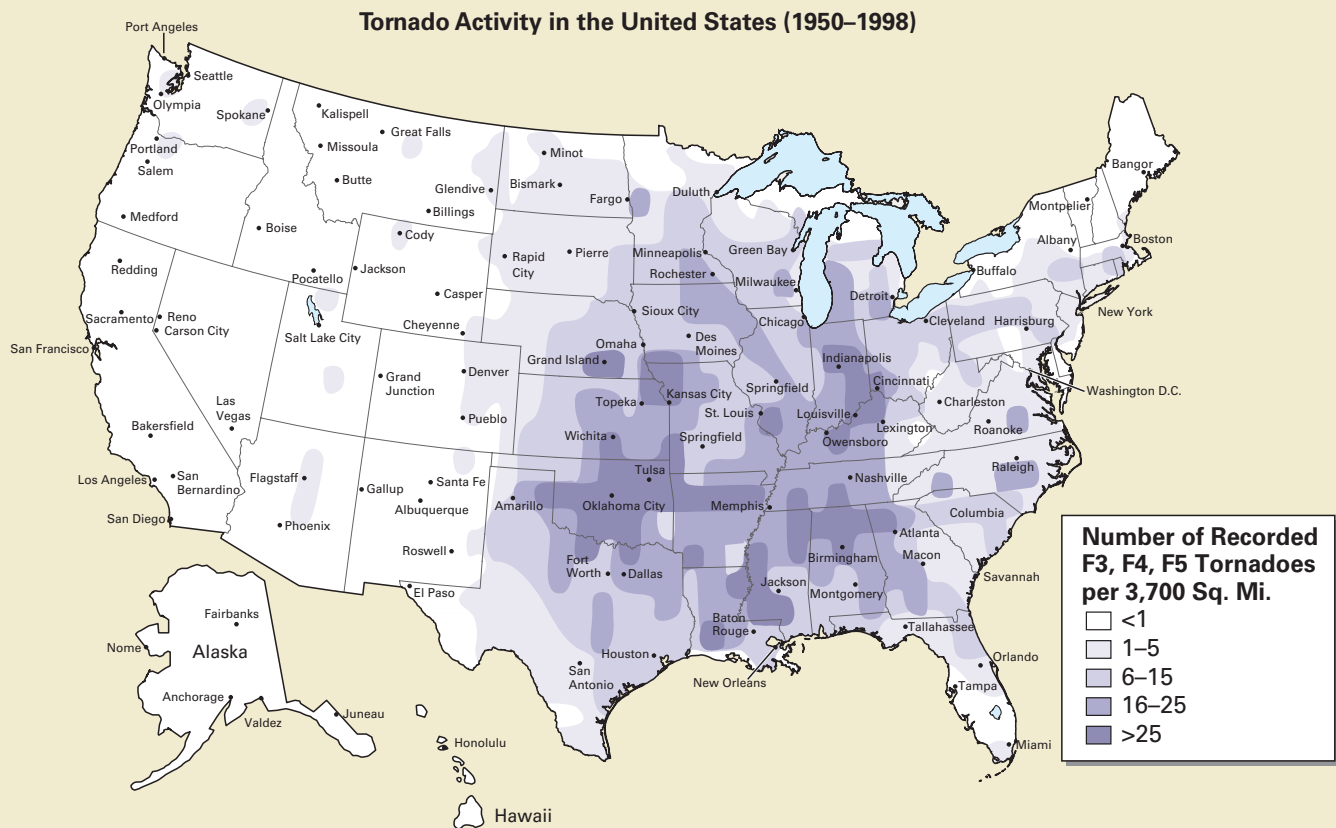 Tornado Activity in the United States (1950–1998)
Port Angeles
Seattle
Olympia
Spokane
Portland
Salem
Medford
Kalispell
Great Falls
Missoula
Butte
Glendive
Billings
Boise
Cody
Pocatello
Jackson
Casper
Cheyenne
Redding
Sacramento
Reno
Carson City
San Francisco
Salt Lake City
Las
Vegas
Bakersfield
Los Angeles
San
Bernardino
San Diego
Flagstaff
Phoenix
Grand
Junction
Denver
Pueblo
Gallup
Santa Fe
Albuquerque
Roswell
El Paso
Minot
Bismark
Fargo
Pierre
Rapid
City
Duluth
Minneapolis
Rochester
Green Bay
Milwaukee
Sioux City
Des
Moines
Omaha
Grand Island
Chicago
Detroit
Indianapolis
Cincinnati
Springfield
Kansas City
Topeka
St. Louis
Louisville
Lexington
Owensboro
Wichita
Springfield
Tulsa
Oklahoma City
Amarillo
Memphis
Nashville
Fort
Worth
Dallas
Jackson
Birmingham
Montgomery
Atlanta
Macon
Baton
Rouge
Houston
San
Antonio
New Orleans
Tallahassee
Orlando
Tampa
Miami
Savannah
Columbia
Raleigh
Roanoke
Charleston
Washington D.C.
Cleveland
Harrisburg
New York
Buffalo
Albany
Boston
Montpelier
Bangor
Fairbanks
Nome
Alaska
Anchorage
Valdez
Juneau
Honolulu
Hawaii
Number of Recorded
F3, F4, F5 Tornadoes
per 3,700 Sq. Mi.
<1
1–5
6–15
16–25
>25